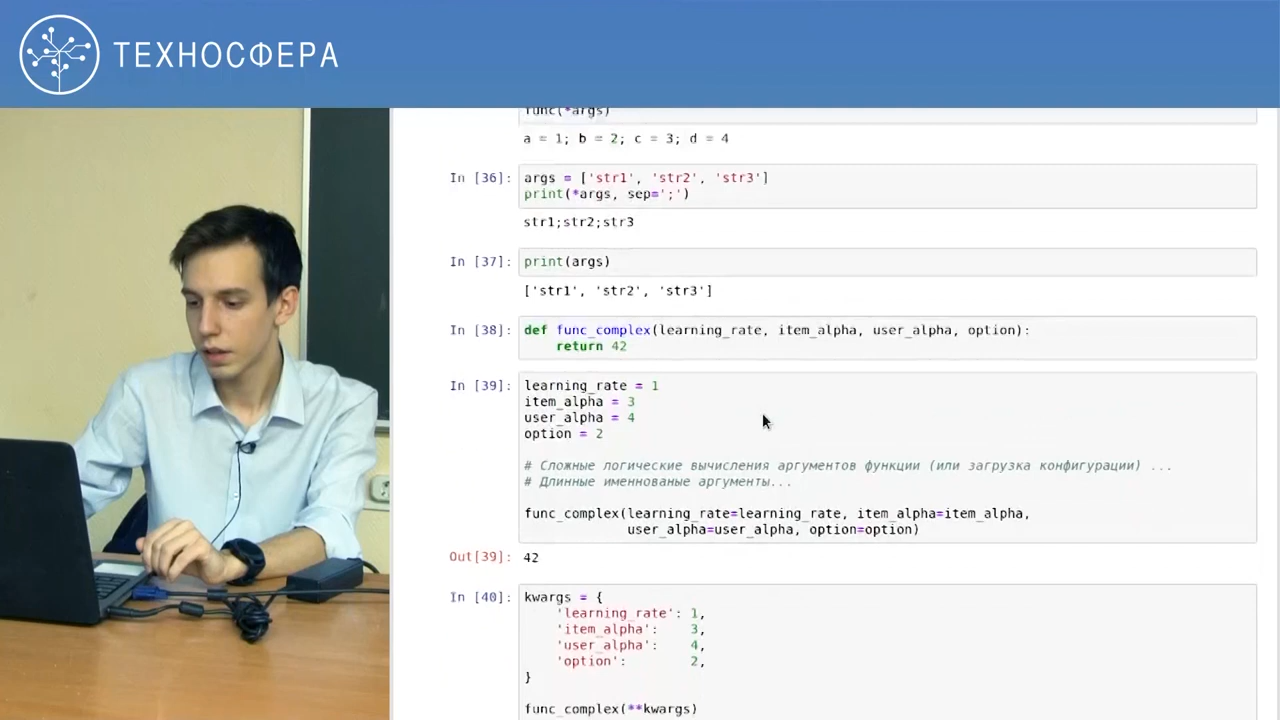 ТЕХНОСФЕРА
func(*args)
a = 1; b = 2; c = 3; d = 4
In [36]: args = ['str1', 'str2', 'str3']
print(*args, sep=';')
str1;str2;str3
In [37]: print(args)
['str1', 'str2', 'str3']
In [38]: def func_complex(learning_rate, item_alpha, user_alpha, option):
return 42
In [39]: learning_rate = 1
item_alpha = 3
user_alpha = 4
option = 2
# Сложные логические вычисления аргументов функции (или загрузка конфигурации) ...
# Длинные именнованые аргументы...
func_complex(learning_rate=learning_rate, item_alpha=item_alpha,
user_alpha=user_alpha, option=option)
Out[39]: 42
In [40]: kwargs = {
'learning_rate': 1,
'item_alpha': 3,
'user_alpha': 4,
'option': 2,
}
func_complex(**kwargs)